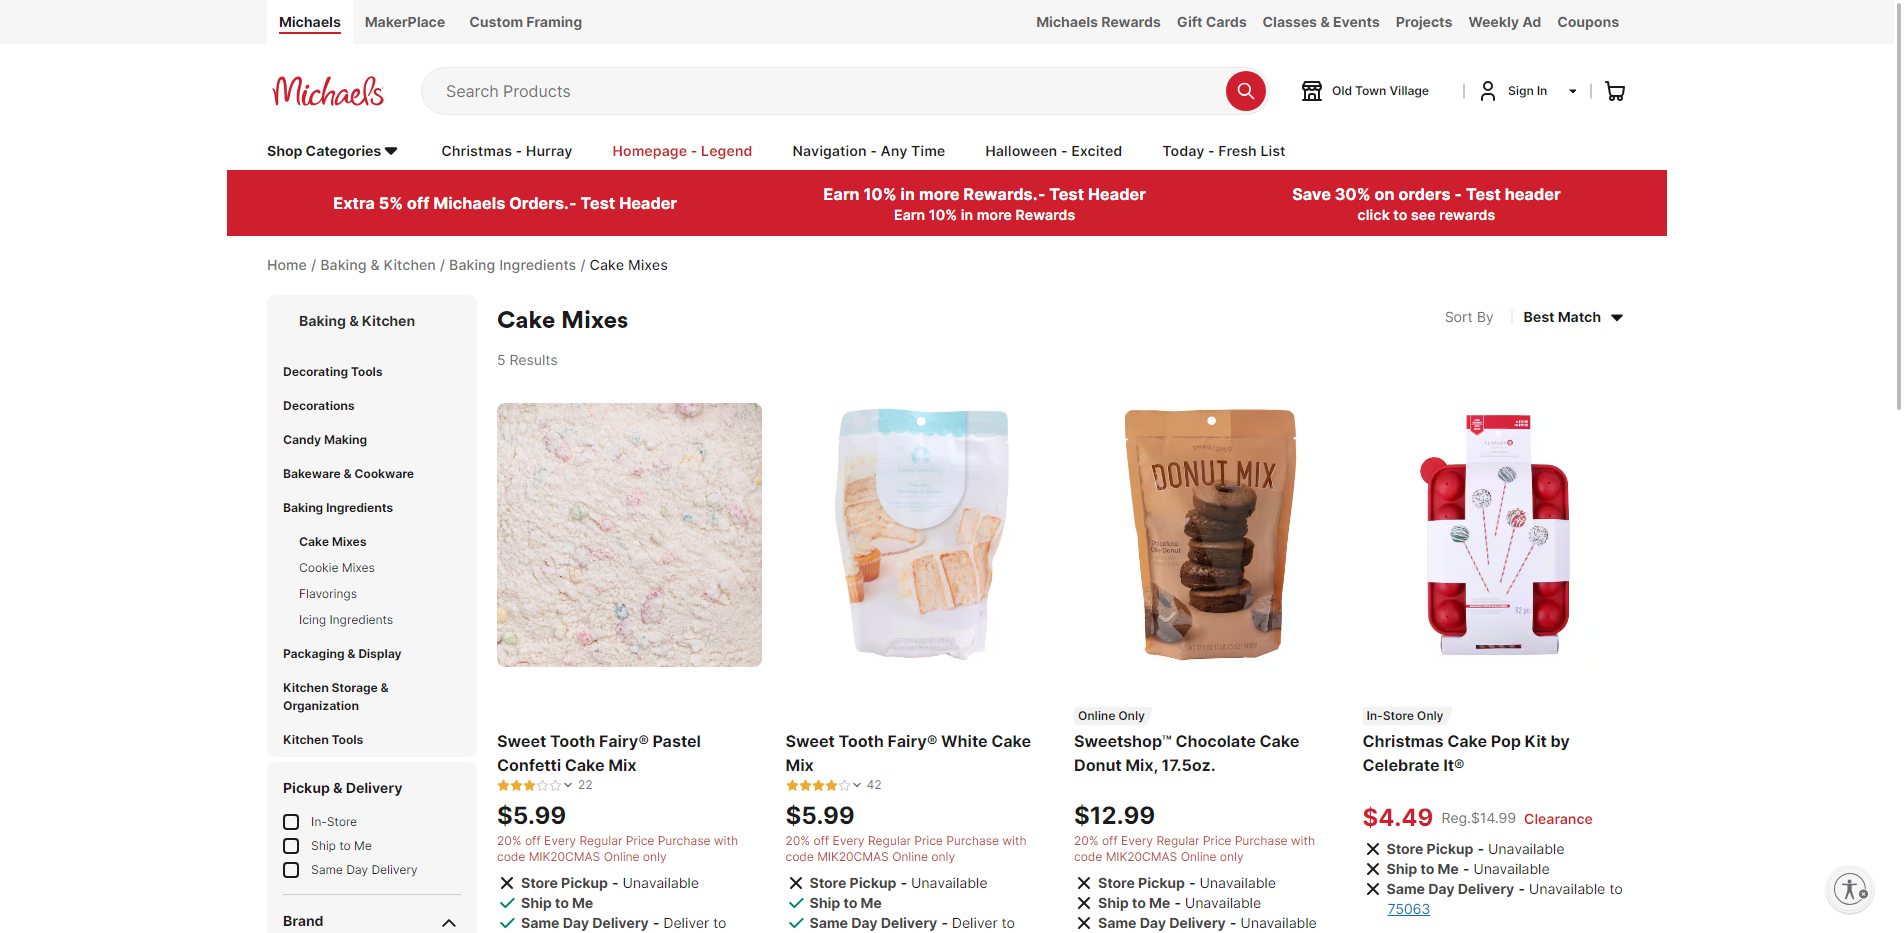 Michaels MakerPlace Custom Framing Michaels Rewards Gift Cards Classes & Events Projects Weekly Ad Coupons
Michaels Search Products Old Town Village Sign In
Shop Categories Christmas - Hurray Homepage - Legend Navigation - Any Time Halloween - Excited Today - Fresh List
Extra 5% off Michaels Orders.- Test Header
Earn 10% in more Rewards.- Test Header
Earn 10% in more Rewards
Save 30% on orders - Test header
click to see rewards
Home / Baking & Kitchen / Baking Ingredients / Cake Mixes
Baking & Kitchen
Decorating Tools
Decorations
Candy Making
Bakeware & Cookware
Baking Ingredients
Cake Mixes
Cookie Mixes
Flavorings
Icing Ingredients
Packaging & Display
Kitchen Storage &
Organization
Kitchen Tools
Pickup & Delivery
In-Store
Ship to Me
Same Day Delivery
Brand
Cake Mixes
5 Results
Sort By Best Match
DONUT MIX
Chocolate
Cake Donut
Sweet Tooth Fairy® Pastel
Confetti Cake Mix
22
$5.99
20% off Every Regular Price Purchase with
code MIK20CMAS Online only
Store Pickup - Unavailable
Ship to Me
Same Day Delivery - Deliver to
Sweet Tooth Fairy® White Cake
Mix
42
$5.99
20% off Every Regular Price Purchase with
code MIK20CMAS Online only
Store Pickup - Unavailable
Ship to Me
Same Day Delivery - Deliver to
Online Only
Sweetshop™ Chocolate Cake
Donut Mix, 17.5oz.
$12.99
20% off Every Regular Price Purchase with
code MIK20CMAS Online only
Store Pickup - Unavailable
Ship to Me - Unavailable
Same Day Delivery - Unavailable
In-Store Only
Christmas Cake Pop Kit by
Celebrate It®
$4.49 Reg.$14.99 Clearance
Store Pickup - Unavailable
Ship to Me - Unavailable
Same Day Delivery - Unavailable to
75063